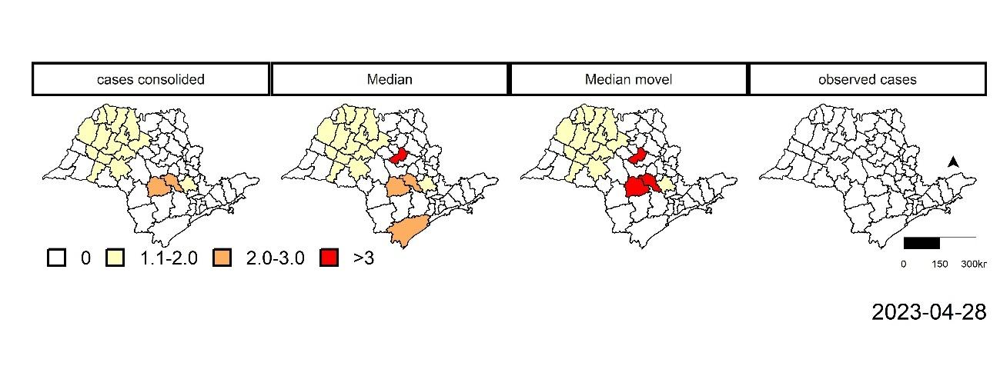 cases consolided
Median
Median movel
observed cases
0 1.1-2.0 2.0-3.0 >3
0 150 300kr
2023-04-28